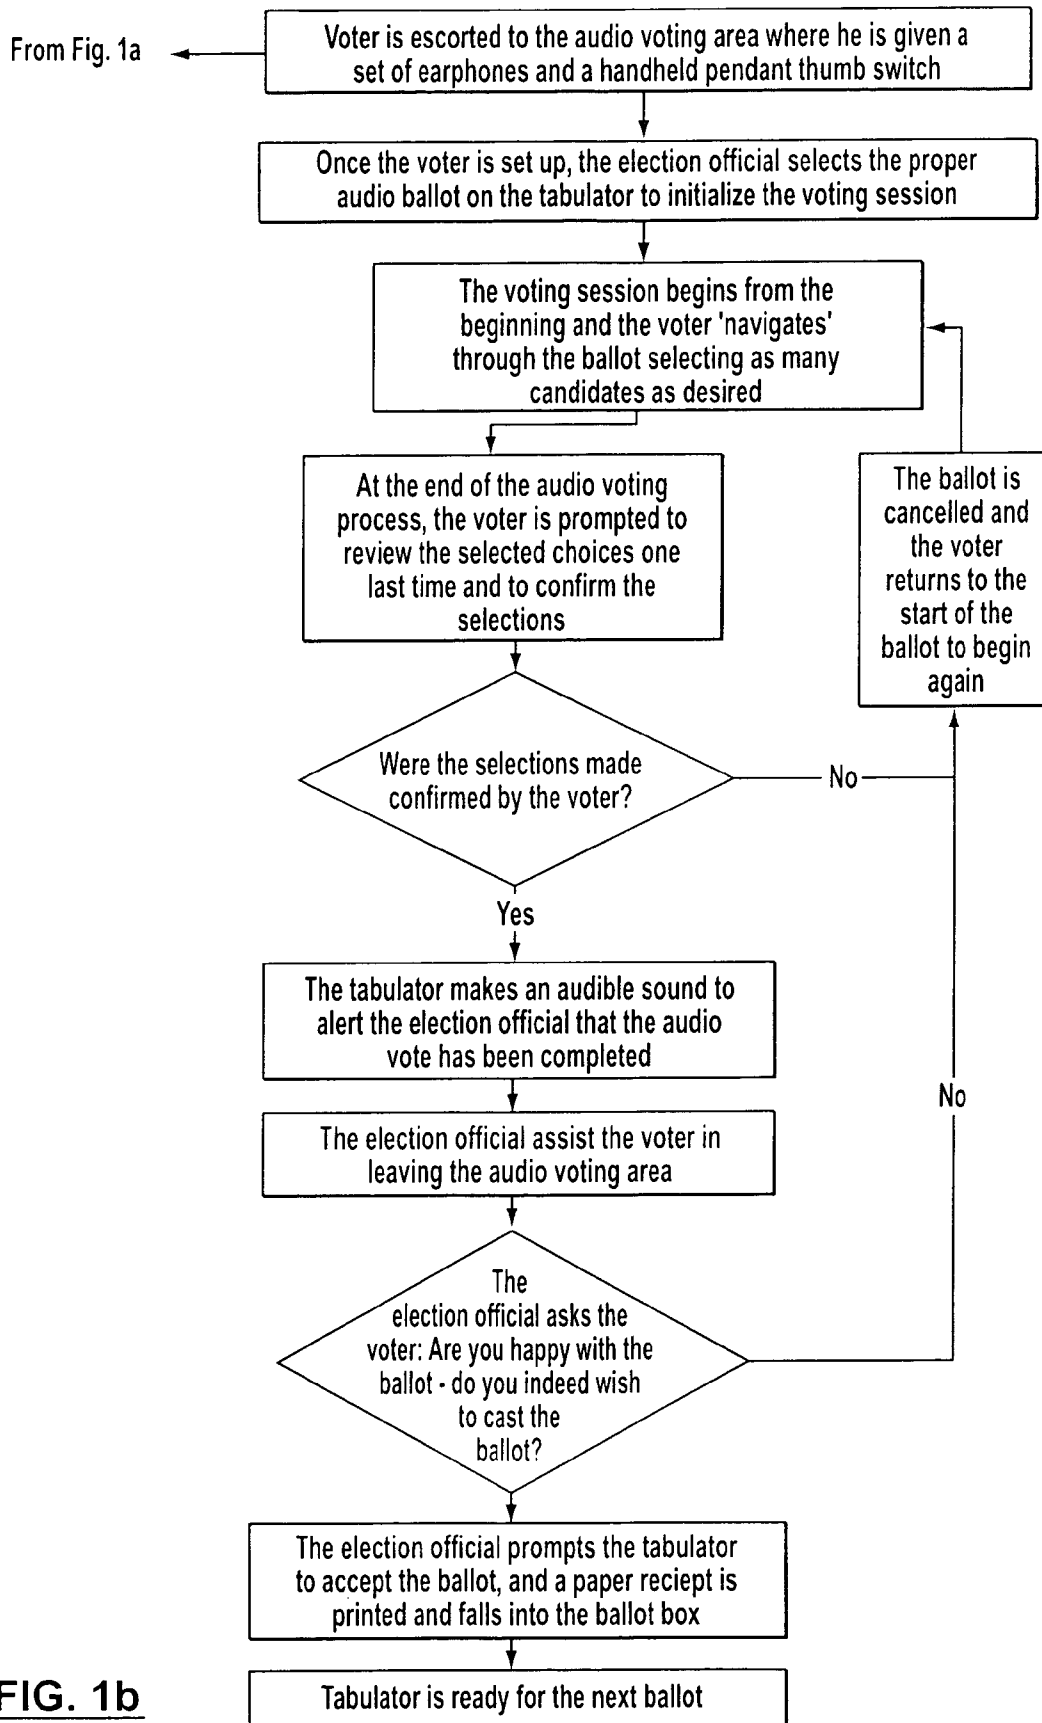 From Fig. 1a
Voter is escorted to the audio voting area where he is given a
set of earphones and a handheld pendant thumb switch
Once the voter is set up, the election official selects the proper
audio ballot on the tabulator to initialize the voting session
The voting session begins from the
beginning and the voter 'navigates'
through the ballot selecting as many
candidates as desired
At the end of the audio voting
process, the voter is prompted to
review the selected choices one
last time and to confirm the
selections
The ballot is
cancelled and
the voter
returns to the
start of the
ballot to begin
again
Were the selections made
confirmed by the voter?
No
Yes
The tabulator makes an audible sound to
alert the election official that the audio
vote has been completed
No
The election official assist the voter in
leaving the audio voting area
The
election official asks the
voter: Are you happy with the
ballot - do you indeed wish
to cast the
ballot?
The election official prompts the tabulator
to accept the ballot, and a paper reciept is
printed and falls into the ballot box
Tabulator is ready for the next ballot
FIG. 1b